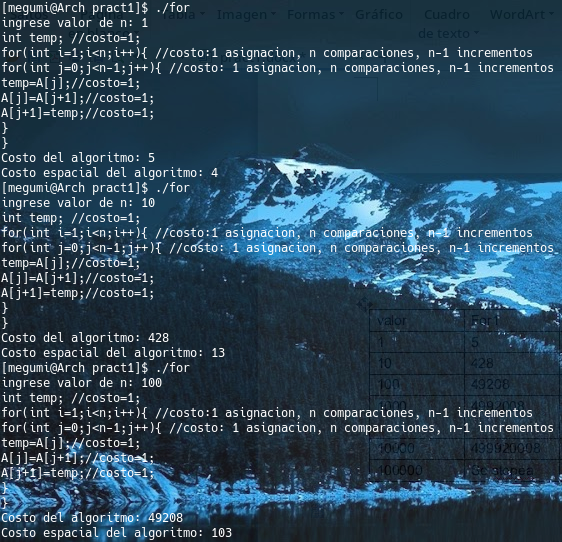 Tabla Imagen Formas Gráfico Cuadro de texto WordArt
[megumi@Arch pract1]$ ./for
ingrese valor de n: 1
int temp; //costo=1;
for(int i=1;i<n;i++){ //costo:1 asignacion, n comparaciones, n-1 incrementos
for(int j=0;j<n-1;j++){ //costo: 1 asignacion, n comparaciones, n-1 incrementos
temp=A[j];//costo=1;
A[j]=A[j+1];//costo=1;
A[j+1]=temp;//costo=1;
}
}
Costo del algoritmo: 5
Costo espacial del algoritmo: 4
[megumi@Arch pract1]$ ./for
ingrese valor de n: 10
int temp; //costo=1;
for(int i=1;i<n;i++){ //costo:1 asignacion, n comparaciones, n-1 incrementos
for(int j=0;j<n-1;j++){ //costo: 1 asignacion, n comparaciones, n-1 incrementos
temp=A[j];//costo=1;
A[j]=A[j+1];//costo=1;
A[j+1]=temp;//costo=1;
}
}
Costo del algoritmo: 428
Costo espacial del algoritmo: 13
[megumi@Arch pract1]$ ./for
ingrese valor de n: 100
int temp; //costo=1;
for(int i=1;i<n;i++){ //costo:1 asignacion, n comparaciones, n-1 incrementos
for(int j=0;j<n-1;j++){ //costo: 1 asignacion, n comparaciones, n-1 incrementos
temp=A[j];//costo=1;
A[j]=A[j+1];//costo=1;
A[j+1]=temp;//costo=1;
}
}
Costo del algoritmo: 49208
Costo espacial del algoritmo: 103
valor For1
1 5
10 428
100 49208
1000 4992008
10000
100000